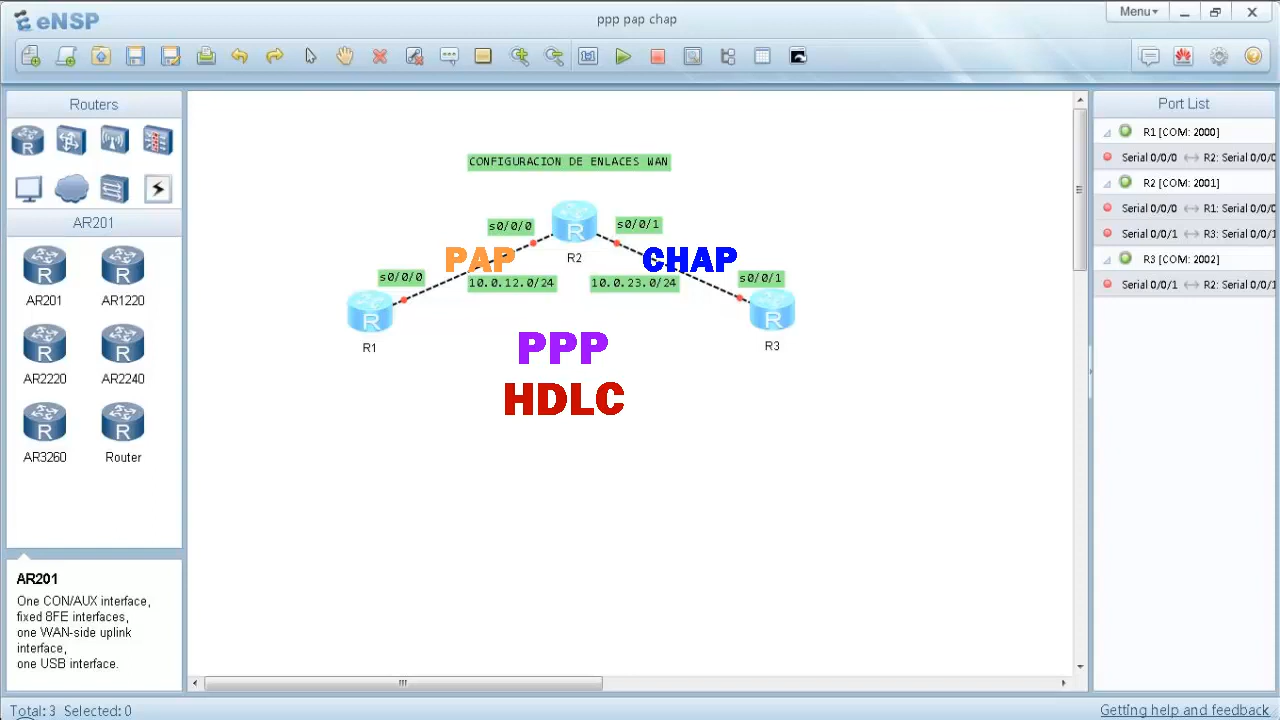 eNSP
ppp pap chap
Menu
Routers
AR201
AR201
AR1220
AR2220
AR2240
AR3260
Router
AR201
One CON/AUX interface,
fixed 8FE interfaces,
one WAN-side uplink
interface,
one USB interface.
CONFIGURACION DE ENLACES WAN
s0/0/0
s0/0/1
R
R2
PAP
CHAP
s0/0/0
s0/0/1
10.0.12.0/24
10.0.23.0/24
R
R1
R
R3
PPP
HDLC
Port List
R1 [COM: 2000]
Serial 0/0/0 R2: Serial 0/0/0
R2 [COM: 2001]
Serial 0/0/0 R1: Serial 0/0/0
Serial 0/0/1 R3: Serial 0/0/1
R3 [COM: 2002]
Serial 0/0/1 R2: Serial 0/0/1
Total: 3 Selected: 0
Getting help and feedback